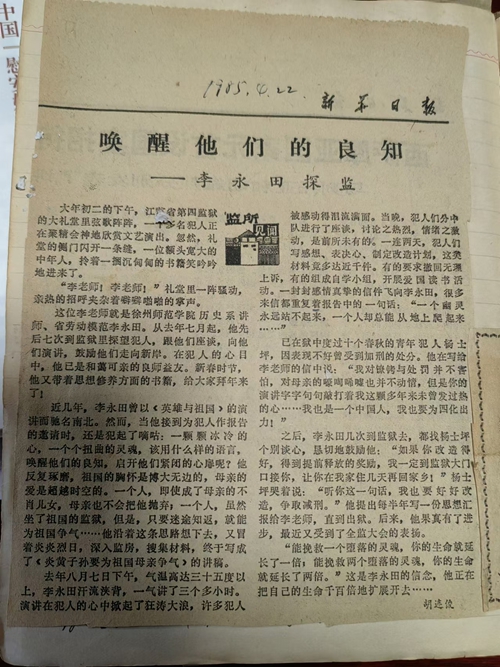 中国
1985.4.22.
新华日报
唤醒他们的良知
——李永田探监
监所
见闻
大年初二的下午，江苏省第四监狱
的大礼堂里弦歌阵阵，一千多名犯人正
在聚精会神地欣赏文艺演出。忽然，礼
堂的侧门闪开一条缝，一位额头宽大的
中年人，拎着一捆沉甸甸的书籍笑吟吟
地进来了。
“李老师！李老师！”礼堂里一阵骚动，
亲热的招呼夹杂着噼噼啪啪的掌声。
这位李老师就是徐州师范学院历史系讲
师、省劳动模范李永田。从去年七月起，他先
后七次到监狱里探望犯人，跟他们座谈，向他
们演讲，鼓励他们走向新岸。在犯人的心目
中，他已是和蔼可亲的良师益友。新春时节，
他又带着思想修养方面的书籍，给大家拜年来
了！
近几年，李永田曾以《英雄与祖国》的演
讲而驰名南北。然而，当他接到为犯人作报告
的邀请时，还是犯起了嘀咕：一颗颗冰冷的
心，一个个扭曲的灵魂，该用什么样的语言，
唤醒他们的良知，启开他们紧闭的心扉呢？他
反复琢磨，祖国的胸怀是博大无边的，母亲的
爱是超越时空的。一个人，即使成了母亲的不
肖儿女，母亲也不会把他抛弃，一个人，虽然
坐了祖国的监狱，但是，只要迷途知返，就能
为祖国争气……他沿着这条思路想下去，又冒
着炎炎烈日，深入监房，搜集材料，终于写成
了《炎黄子孙要为祖国母亲争气》的讲稿。
去年八月七日下午，气温高达三十五度以
上，李永田汗流浃背，一气讲了三个多小时。
演讲在犯人的心中掀起了狂涛大浪，许多犯人
被感动得泪流满面。当晚，犯人们分中
队进行了座谈，讨论之热烈，情绪之激
动，是前所未有的。一连两天，犯人们
写感想、表决心、制定改造计划，这类
材料竟多达近千件。有的要求撤回无理
上诉，有的组成自学小组，开展爱国读书活
动。一封封感情真挚的信件飞向李永田。很多
来信都重复着报告中的一句话：“一个幽灵
永远站不起来，一个人却总能从地上爬起来
……”
已在狱中度过十个春秋的青年犯人杨士
坪，因表现不好曾受到加刑的处分。他在写给
李老师的信中说：“我对镣铐与处罚并不害
怕，对母亲的嚎啕嘶嘘也并不动情，但是你的
演讲字字句句敲打着我这颗多年来未曾发过热
的心……我也是一个中国人，我也要为四化出
力！”
之后，李永田几次到监狱去，都找杨士坪
个别谈心，恳切地鼓励他：“如果你改造得
好，得到提前释放的奖励，我一定到监狱大门
口接你，让你在我家住几天再回家乡！”杨士
坪哭着说：“听你这一句话，我也要好好改
造，争取减刑。”他提出每半年写一份思想汇
报给李老师，直到出狱。后来，他果真有了进
步，最近又受到了全监大会的表扬。
“能挽救一个堕落的灵魂，你的生命就延
长了一倍，能挽救两个堕落的灵魂，你的生命
就延长了两倍。”这是李永田的信念，他正在
把自己的生命千百倍地扩展开去……
胡选俊